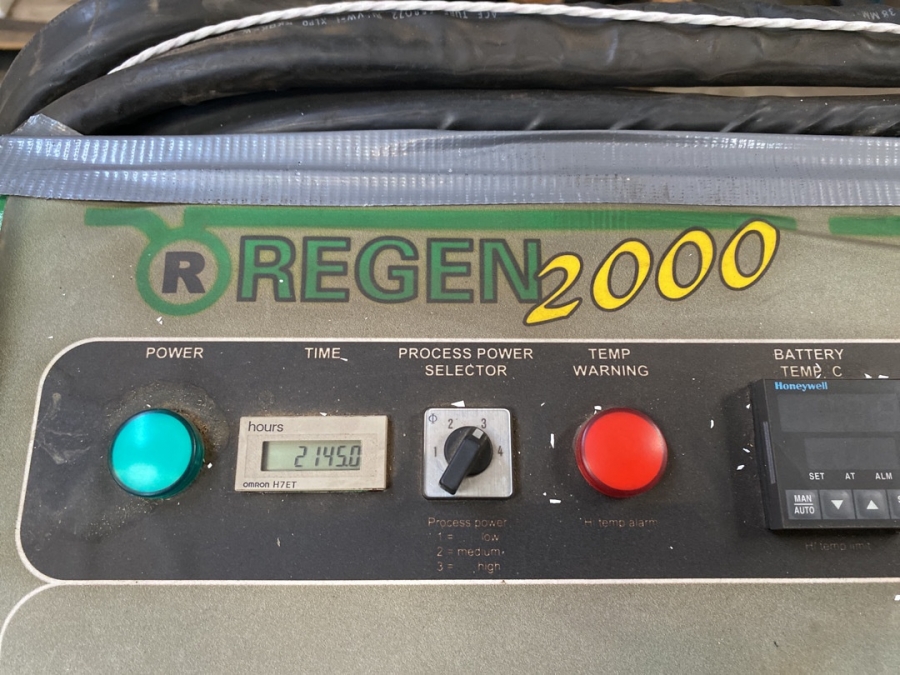 R REGEN 2000
POWER
TIME
PROCESS POWER
SELECTOR
TEMP
WARNING
BATTERY
TEMP. C
Honeywell
hours
2145.0
OMRON H7ET
1 2 3 4
SET AT ALM
MAN
AUTO
Process power
1 = low
2 = medium
3 = high
Hi temp alarm
Hi temp limit